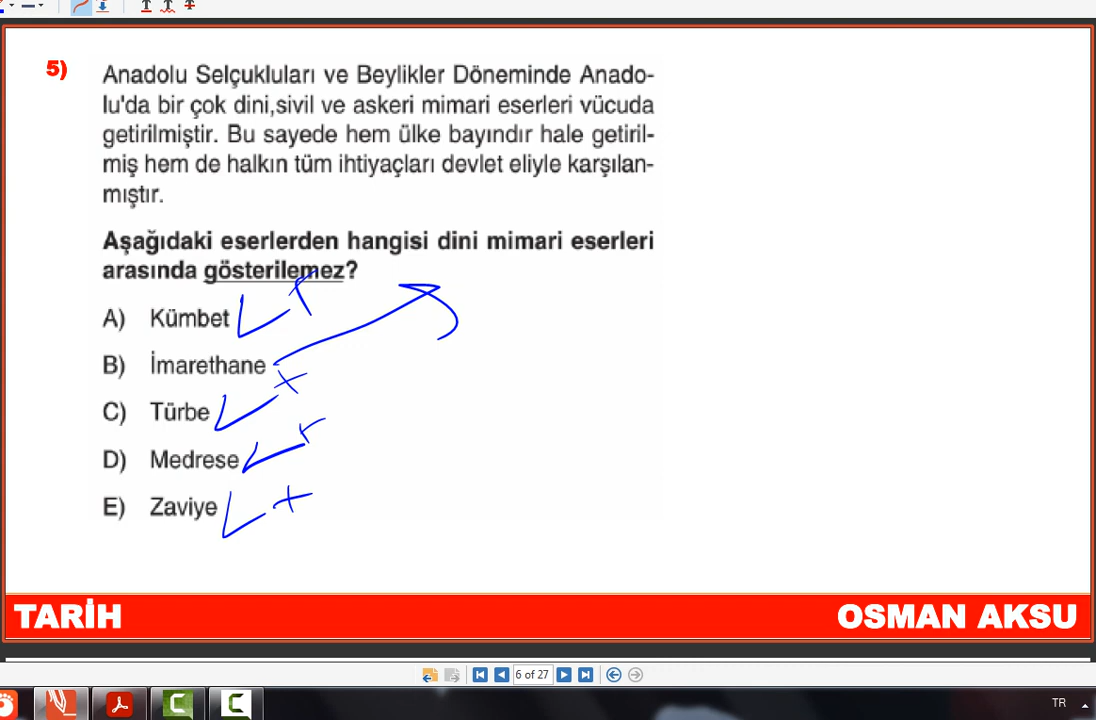 5)
Anadolu Selçukluları ve Beylikler Döneminde Anado-
lu'da bir çok dini,sivil ve askeri mimari eserleri vücuda
getirilmiştir. Bu sayede hem ülke bayındır hale getiril-
miş hem de halkın tüm ihtiyaçları devlet eliyle karşılan-
mıştır.
Aşağıdaki eserlerden hangisi dini mimari eserleri
arasında gösterilemez?
A) Kümbet
B) İmarethane
C) Türbe
D) Medrese
E) Zaviye
TARİH
OSMAN AKSU
6 of 27
TR